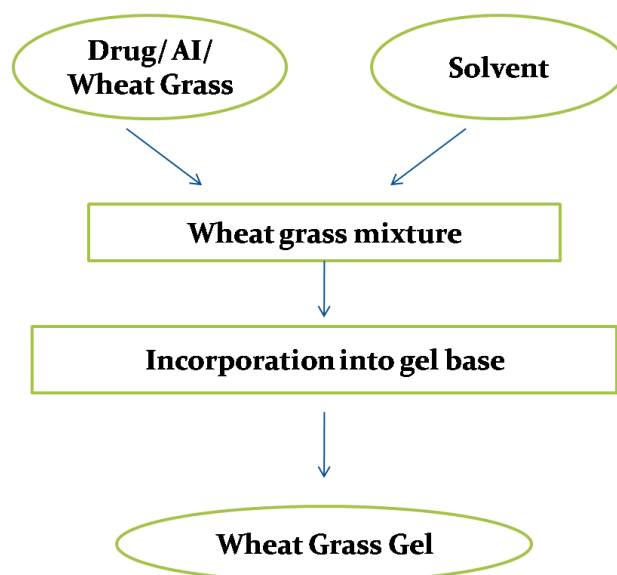 Drug/ AI/
Wheat Grass
Solvent
Wheat grass mixture
Incorporation into gel base
Wheat Grass Gel